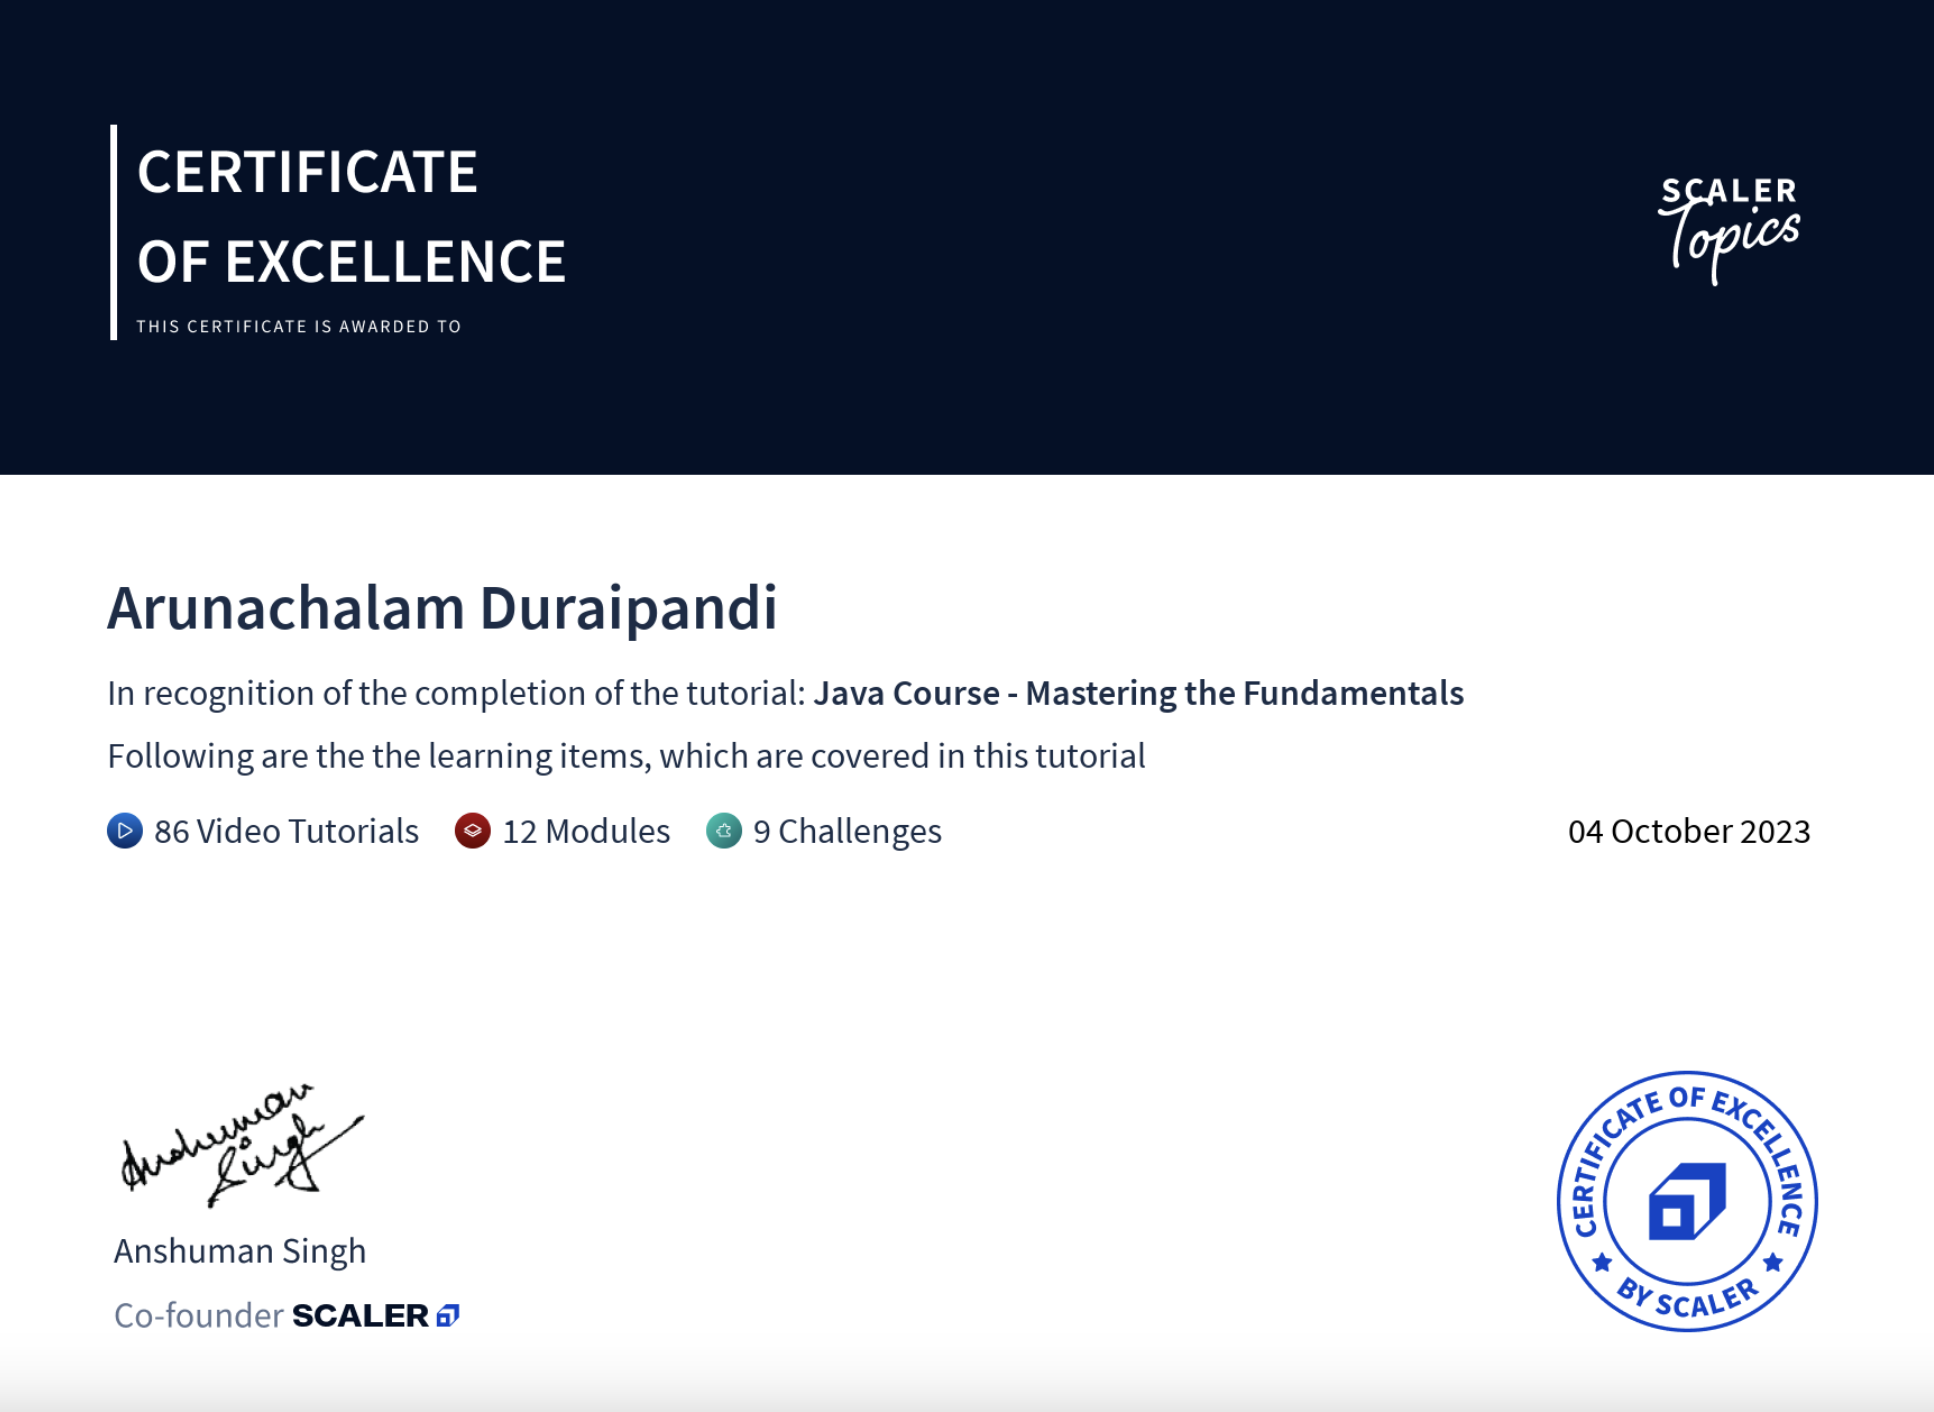 CERTIFICATE
OF EXCELLENCE
THIS CERTIFICATE IS AWARDED TO
SCALER
Topics
Arunachalam Duraipandi
In recognition of the completion of the tutorial: Java Course - Mastering the Fundamentals
Following are the the learning items, which are covered in this tutorial
86 Video Tutorials 12 Modules 9 Challenges 04 October 2023
Anshuman
Singh
Anshuman Singh
Co-founder SCALER
CERTIFICATE OF EXCELLENCE
BY SCALER